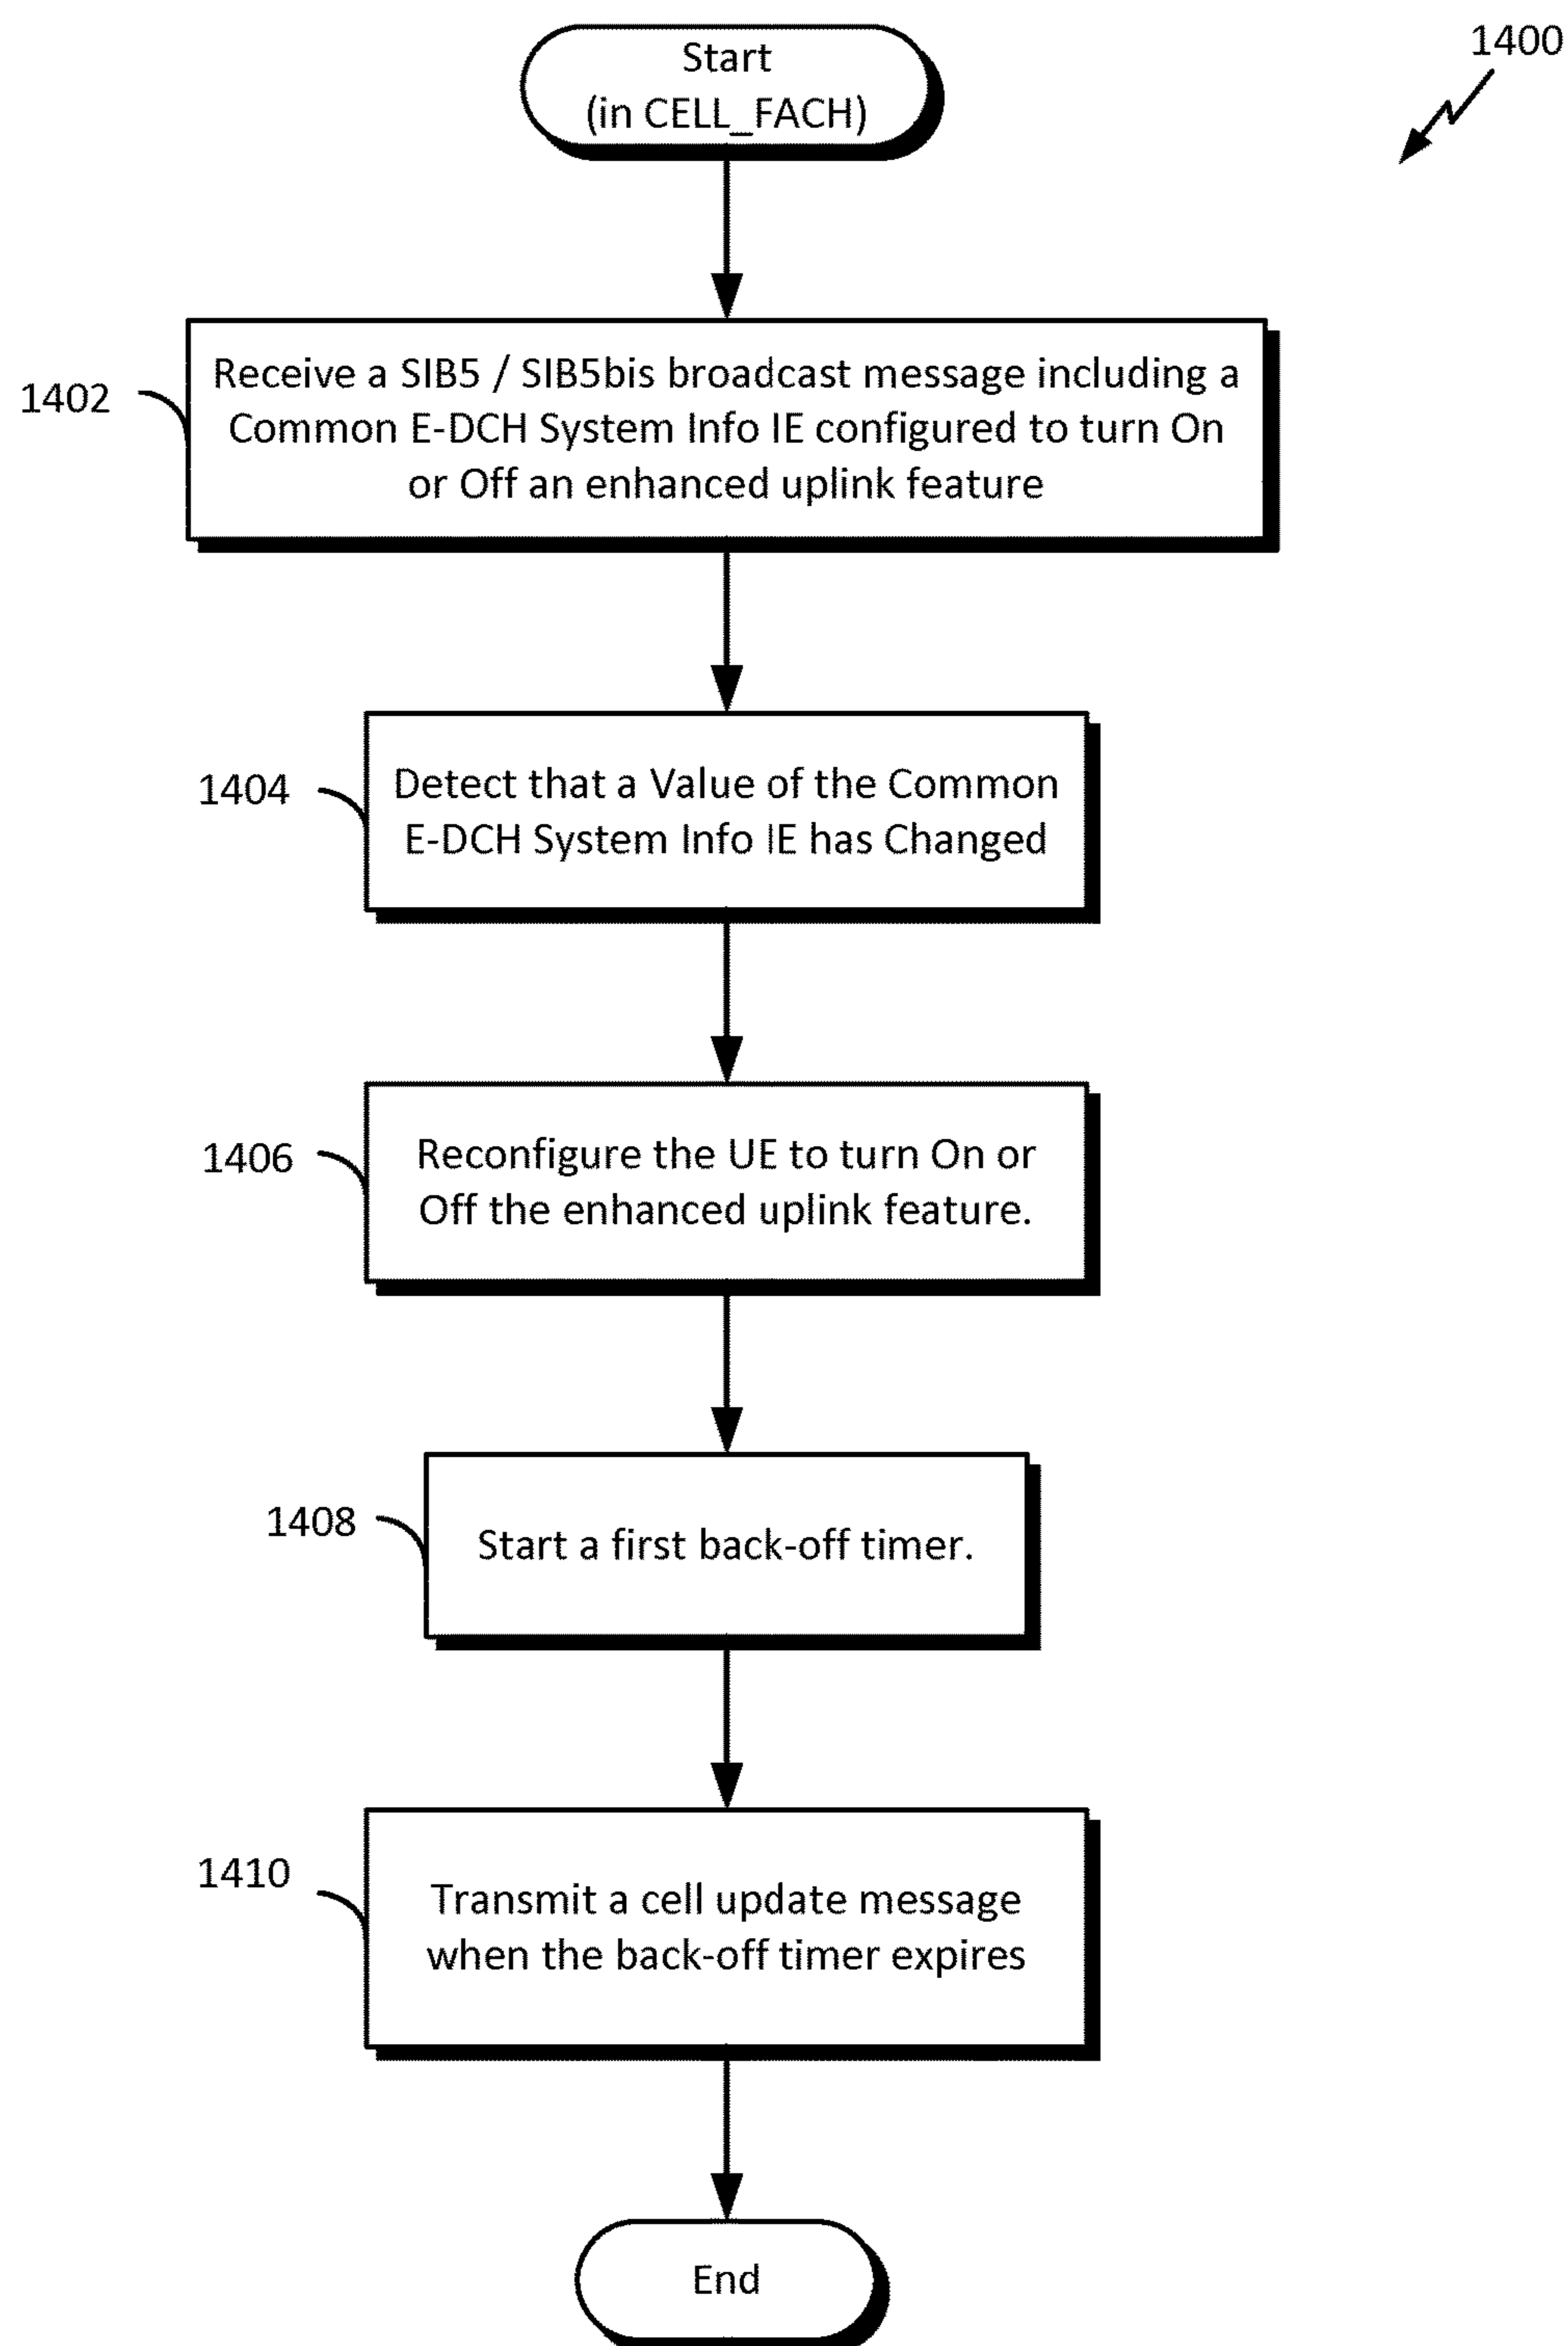 Start
(in CELL_FACH)
1400
1402
Receive a SIB5 / SIB5bis broadcast message including a
Common E-DCH System Info IE configured to turn On
or Off an enhanced uplink feature
1404
Detect that a Value of the Common
E-DCH System Info IE has Changed
1406
Reconfigure the UE to turn On or
Off the enhanced uplink feature.
1408
Start a first back-off timer.
1410
Transmit a cell update message
when the back-off timer expires
End